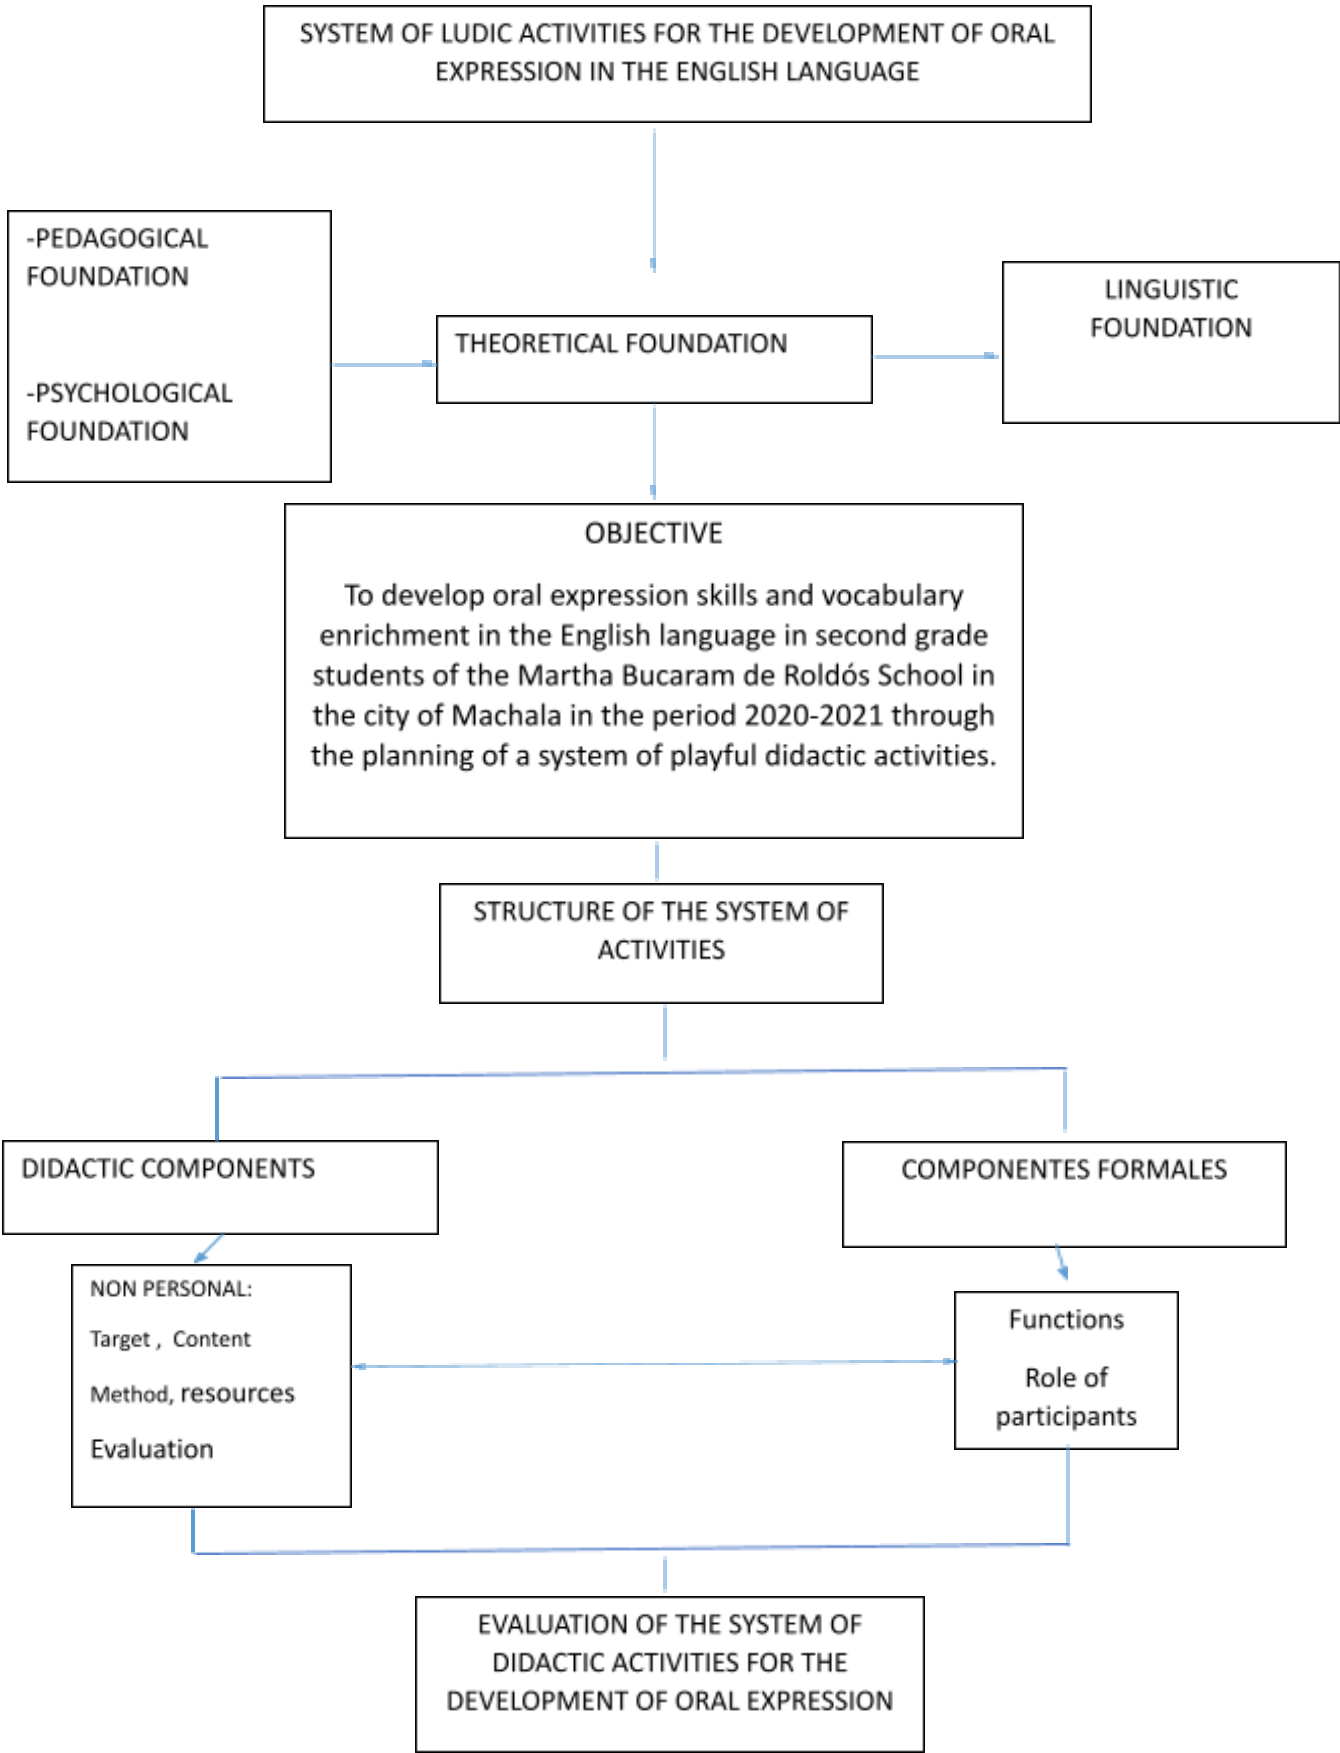 SYSTEM OF LUDIC ACTIVITIES FOR THE DEVELOPMENT OF ORAL
EXPRESSION IN THE ENGLISH LANGUAGE
-PEDAGOGICAL
FOUNDATION
-PSYCHOLOGICAL
FOUNDATION
THEORETICAL FOUNDATION
LINGUISTIC
FOUNDATION
OBJECTIVE
To develop oral expression skills and vocabulary
enrichment in the English language in second grade
students of the Martha Bucaram de Roldós School in
the city of Machala in the period 2020-2021 through
the planning of a system of playful didactic activities.
STRUCTURE OF THE SYSTEM OF
ACTIVITIES
DIDACTIC COMPONENTS
COMPONENTES FORMALES
NON PERSONAL:
Target , Content
Method, resources
Evaluation
Functions
Role of
participants
EVALUATION OF THE SYSTEM OF
DIDACTIC ACTIVITIES FOR THE
DEVELOPMENT OF ORAL EXPRESSION